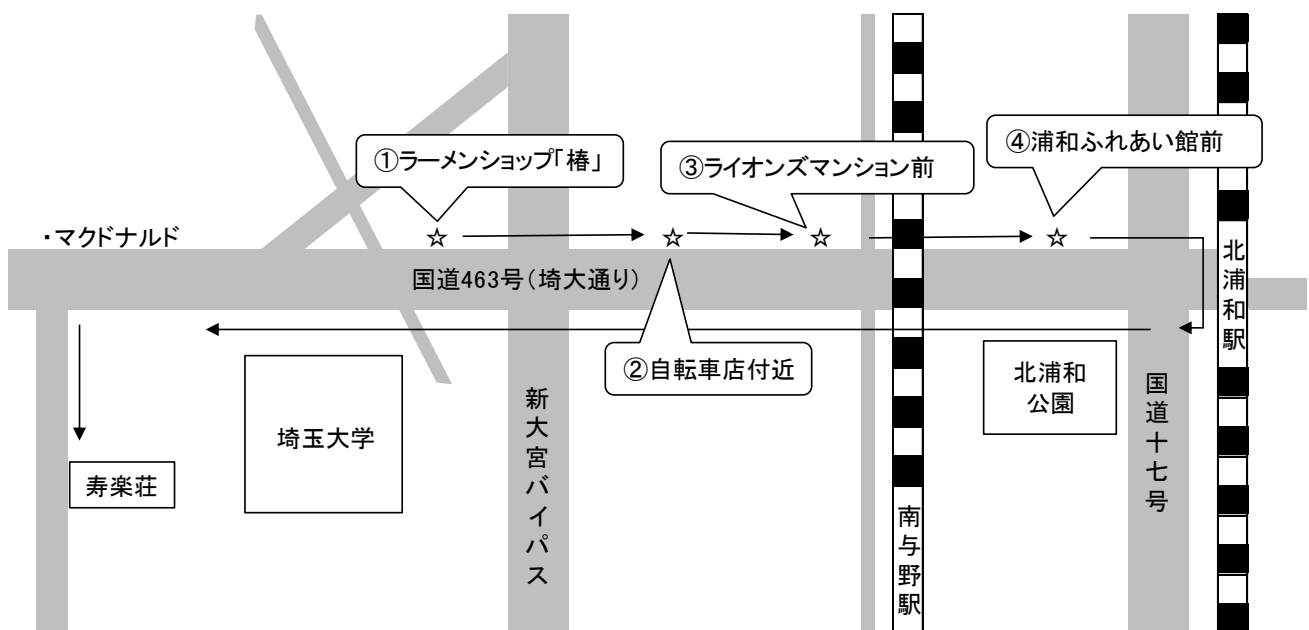 ①ラーメンショップ「椿」
③ライオンズマンション前
④浦和ふれあい館前
・マクドナルド
国道463号(埼大通り)
北浦和駅
②自転車店付近
北浦和
公園
国道十七号
新大宮バイパス
埼玉大学
寿楽荘
南与野駅